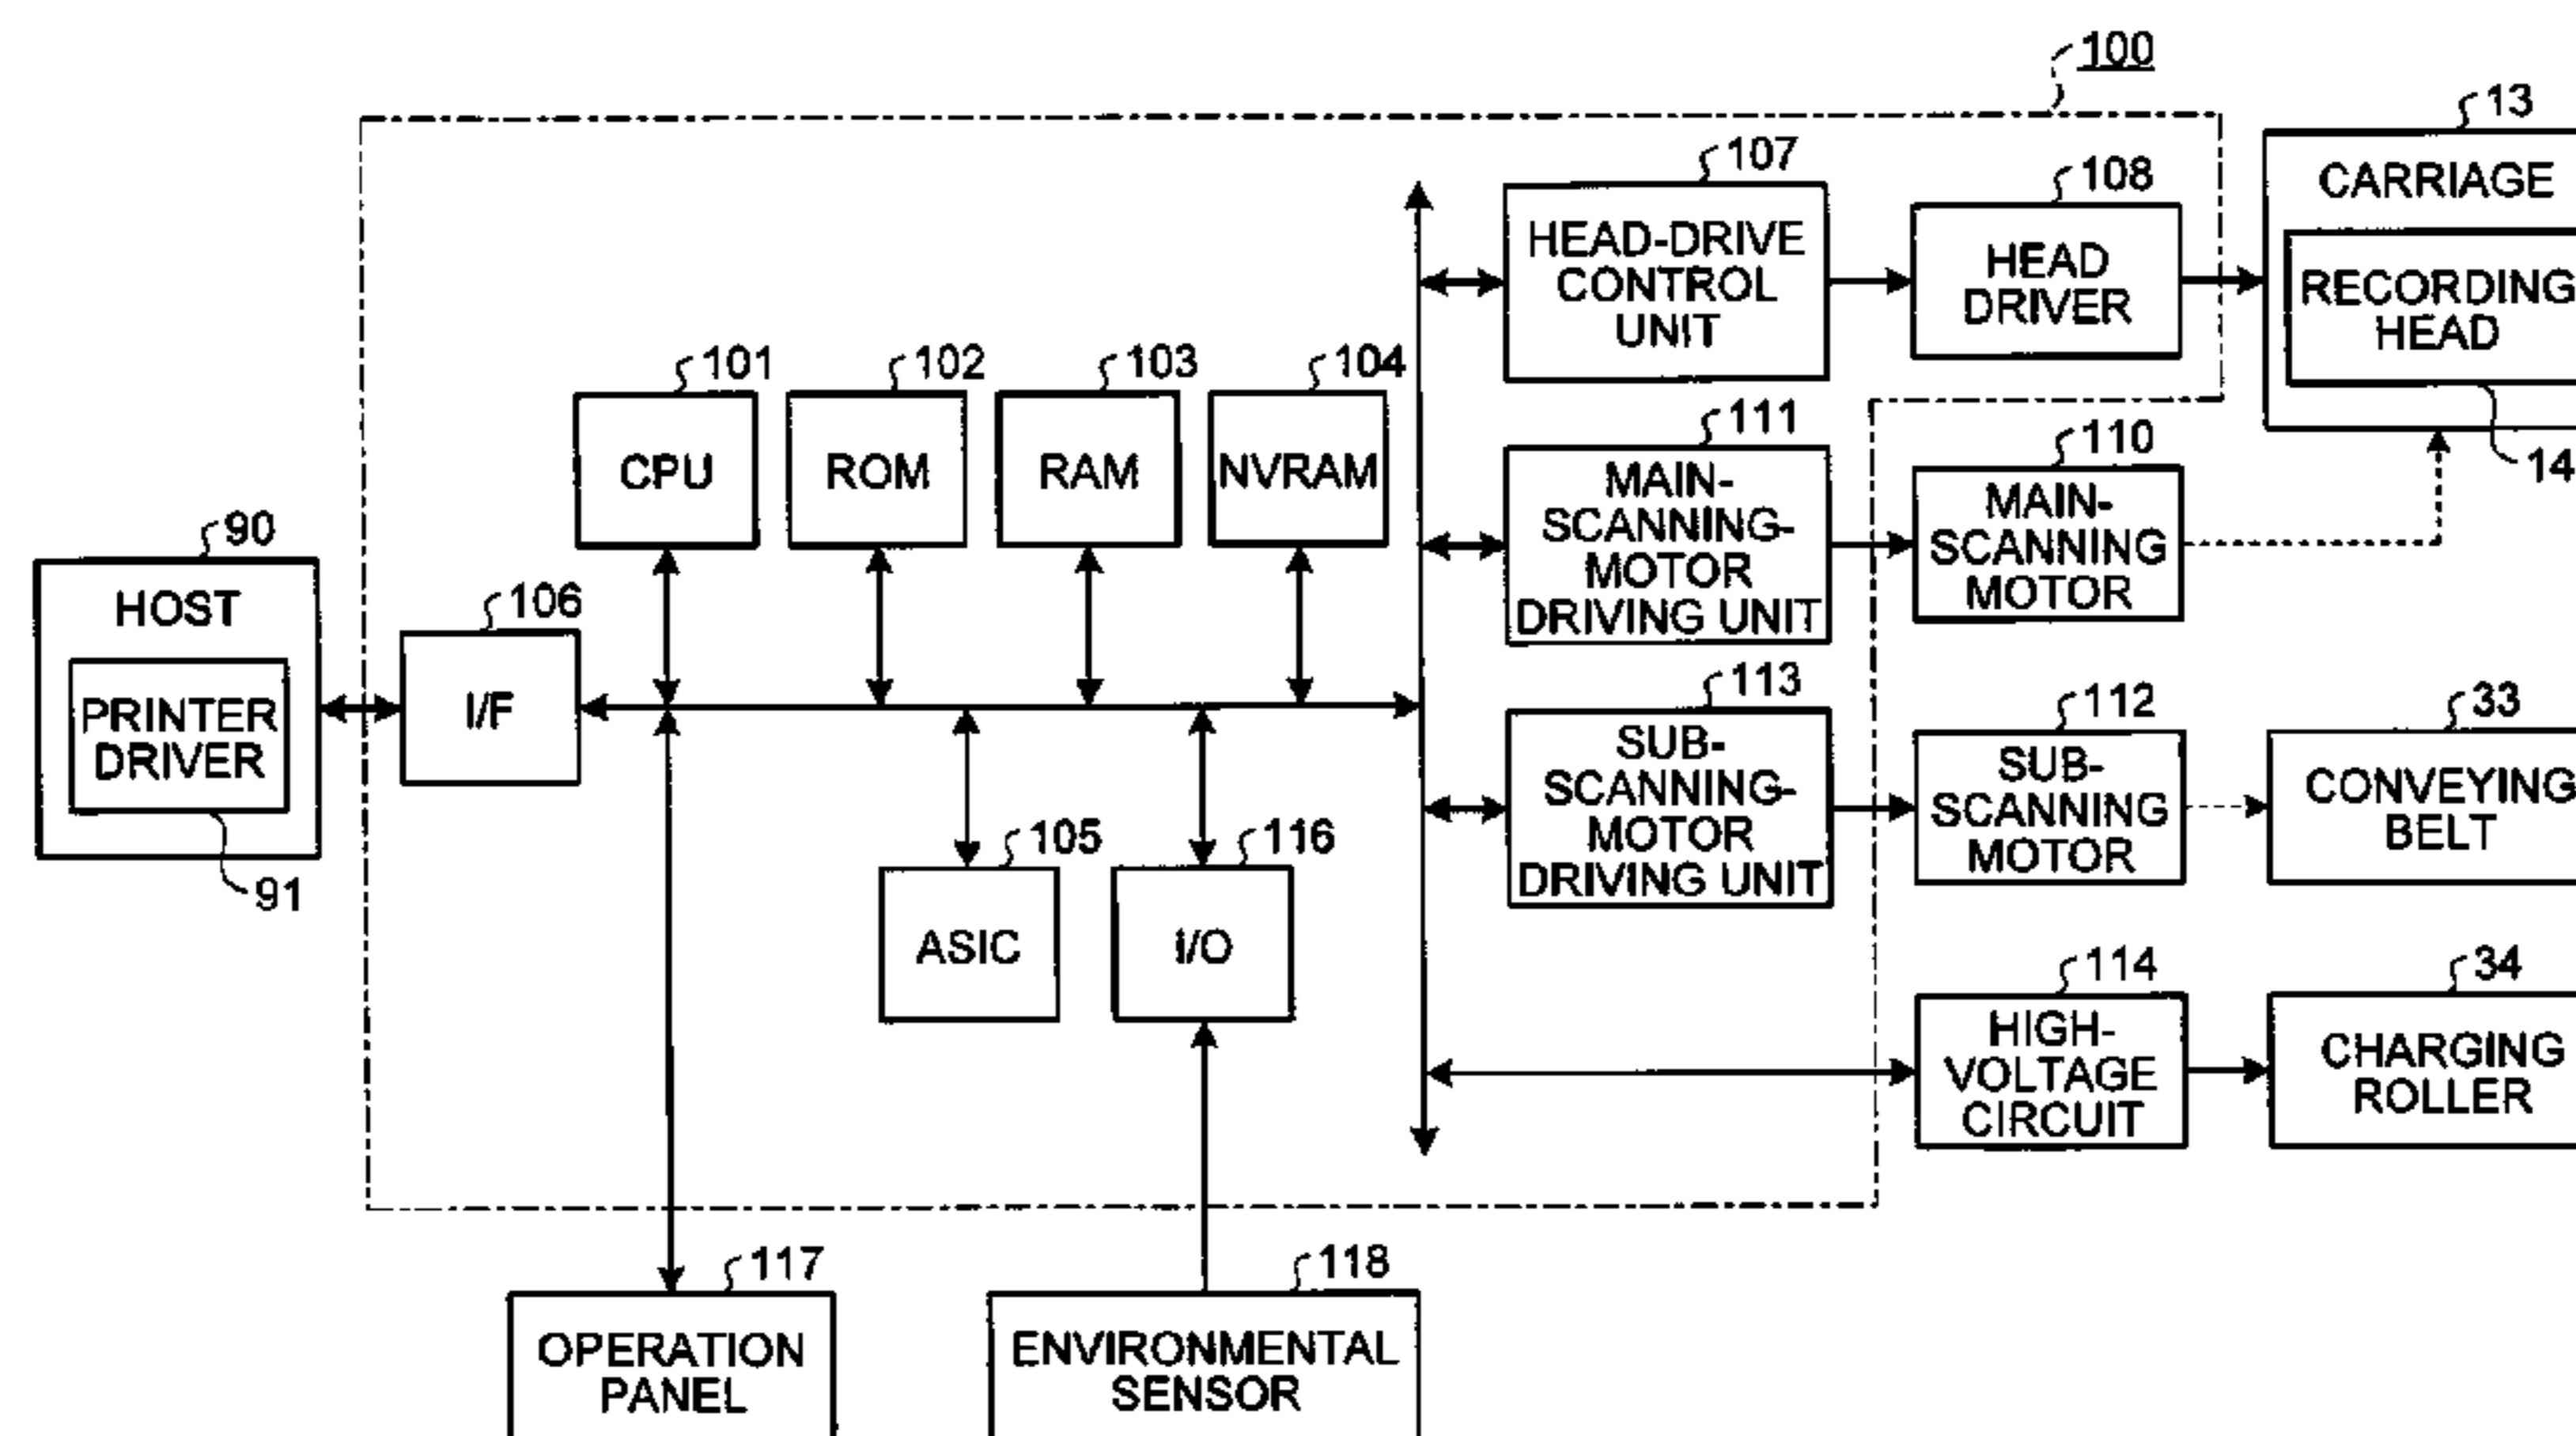 100
13
CARRIAGE
RECORDING
HEAD
14
107
HEAD-DRIVE
CONTROL
UNIT
108
HEAD
DRIVER
101
CPU
102
ROM
103
RAM
104
NVRAM
111
MAIN-
SCANNING-
MOTOR
DRIVING UNIT
110
MAIN-
SCANNING
MOTOR
90
HOST
PRINTER
DRIVER
91
106
I/F
113
SUB-
SCANNING-
MOTOR
DRIVING UNIT
112
SUB-
SCANNING
MOTOR
33
CONVEYING
BELT
105
ASIC
116
I/O
114
HIGH-
VOLTAGE
CIRCUIT
34
CHARGING
ROLLER
117
OPERATION
PANEL
118
ENVIRONMENTAL
SENSOR